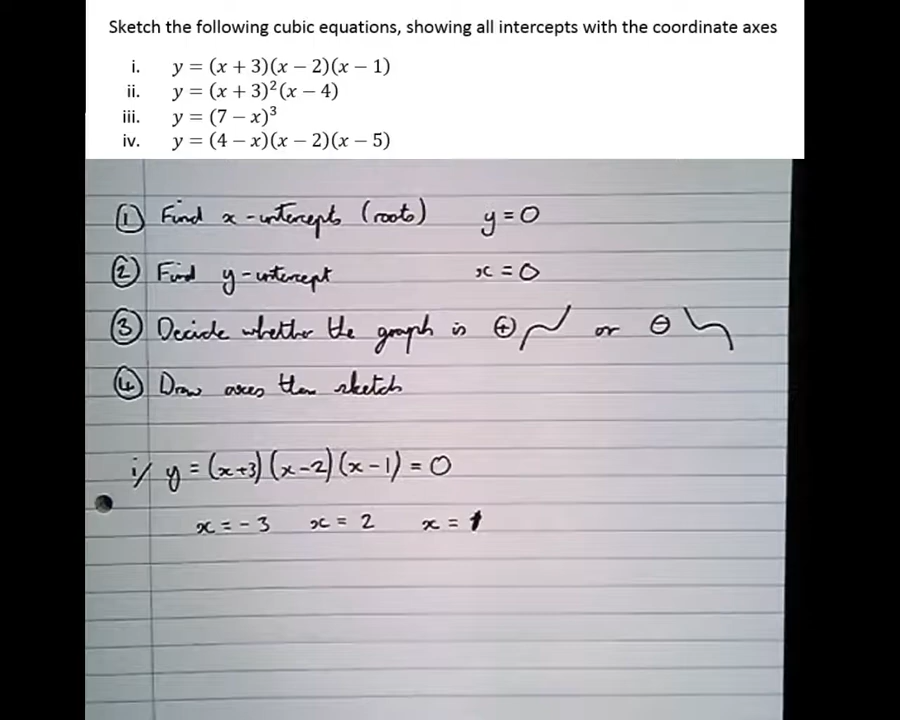 Sketch the following cubic equations, showing all intercepts with the coordinate axes
i. y = (x + 3)(x − 2)(x − 1)
ii. y = (x + 3)²(x − 4)
iii. y = (7 − x)³
iv. y = (4 − x)(x − 2)(x − 5)
① Find x-intercepts (roots) y = 0
② Find y-intercept x = 0
③ Decide whether the graph is ⊕ or ⊖
④ Draw axes then sketch
i/ y = (x+3)(x−2)(x−1) = 0
x = −3 x = 2 x = 1